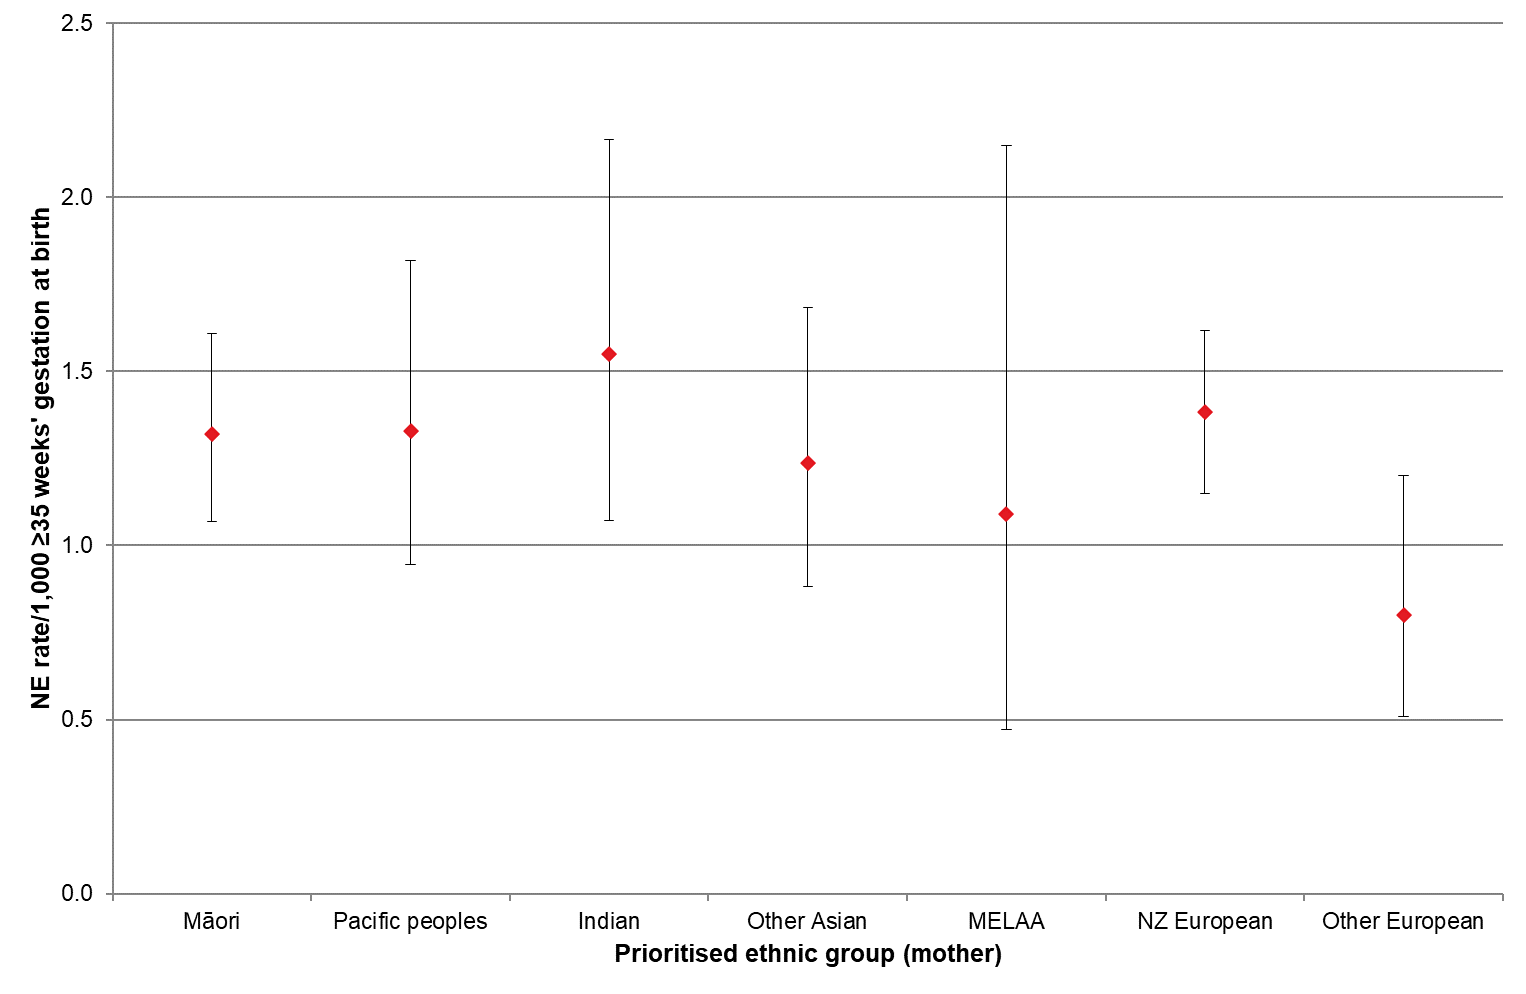 2.5
2.0
1.5
1.0
0.5
0.0
NE rate/1,000 ≥35 weeks' gestation at birth
Māori
Pacific peoples
Indian
Other Asian
MELAA
NZ European
Other European
Prioritised ethnic group (mother)